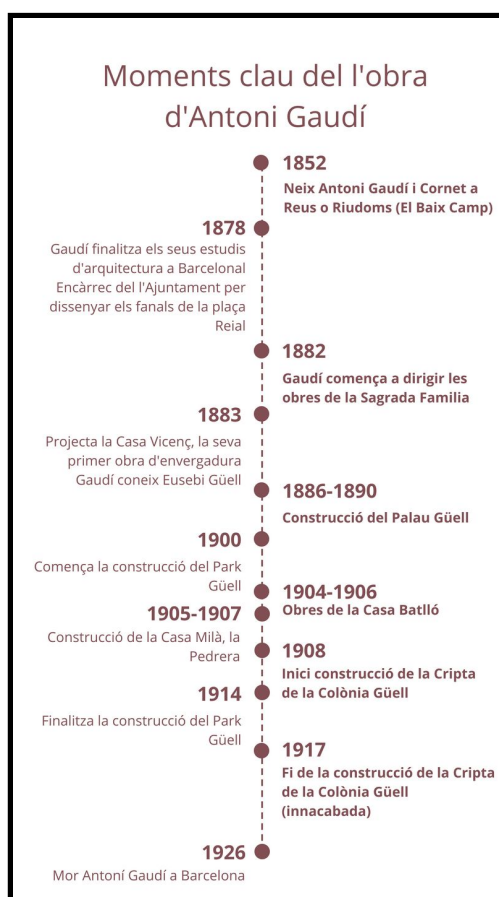 Moments clau del l'obra
d'Antoni Gaudí
1852
Neix Antoni Gaudí i Cornet a
Reus o Riudoms (El Baix Camp)
1878
Gaudí finalitza els seus estudis
d'arquitectura a Barcelonal
Encàrrec del l'Ajuntament per
dissenyar els fanals de la plaça
Reial
1882
Gaudí comença a dirigir les
obres de la Sagrada Familia
1883
Projecta la Casa Vicenç, la seva
primer obra d'envergadura
Gaudí coneix Eusebi Güell
1886-1890
Construcció del Palau Güell
1900
Comença la construcció del Park
Güell
1904-1906
Obres de la Casa Batlló
1905-1907
Construcció de la Casa Milà, la
Pedrera
1908
Inici construcció de la Cripta
de la Colònia Güell
1914
Finalitza la construcció del Park
Güell
1917
Fi de la construcció de la Cripta
de la Colònia Güell
(innacabada)
1926
Mor Antoní Gaudí a Barcelona